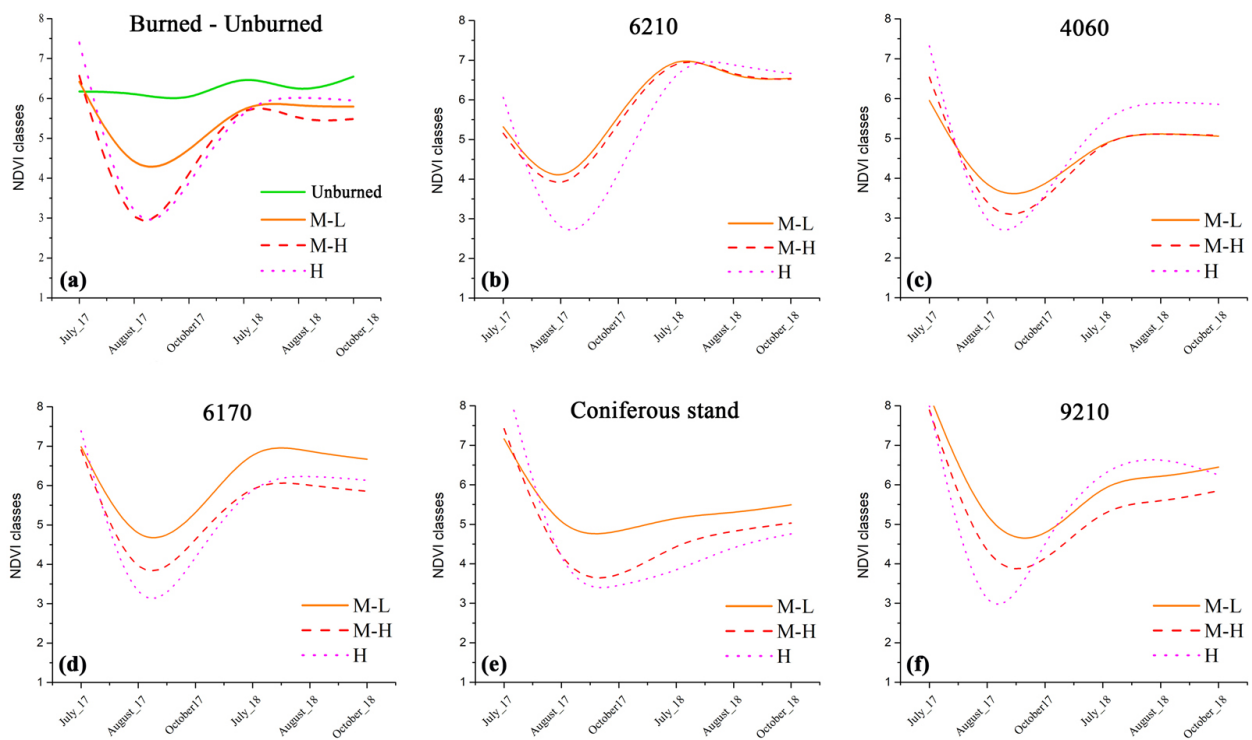 Burned - Unburned
8
7
6
5
4
3
2
1
NDVI classes
Unburned
M-L
M-H
H
(a)
July_17
August_17
October17
July_18
August_18
October_18
6210
8
7
6
5
4
3
2
1
NDVI classes
M-L
M-H
H
(b)
July_17
August_17
October17
July_18
August_18
October_18
4060
8
7
6
5
4
3
2
1
NDVI classes
M-L
M-H
H
(c)
July_17
August_17
October17
July_18
August_18
October_18
6170
8
7
6
5
4
3
2
1
NDVI classes
M-L
M-H
H
(d)
July_17
August_17
October17
July_18
August_18
October_18
Coniferous stand
8
7
6
5
4
3
2
1
NDVI classes
M-L
M-H
H
(e)
July_17
August_17
October17
July_18
August_18
October_18
9210
8
7
6
5
4
3
2
1
NDVI classes
M-L
M-H
H
(f)
July_17
August_17
October17
July_18
August_18
October_18